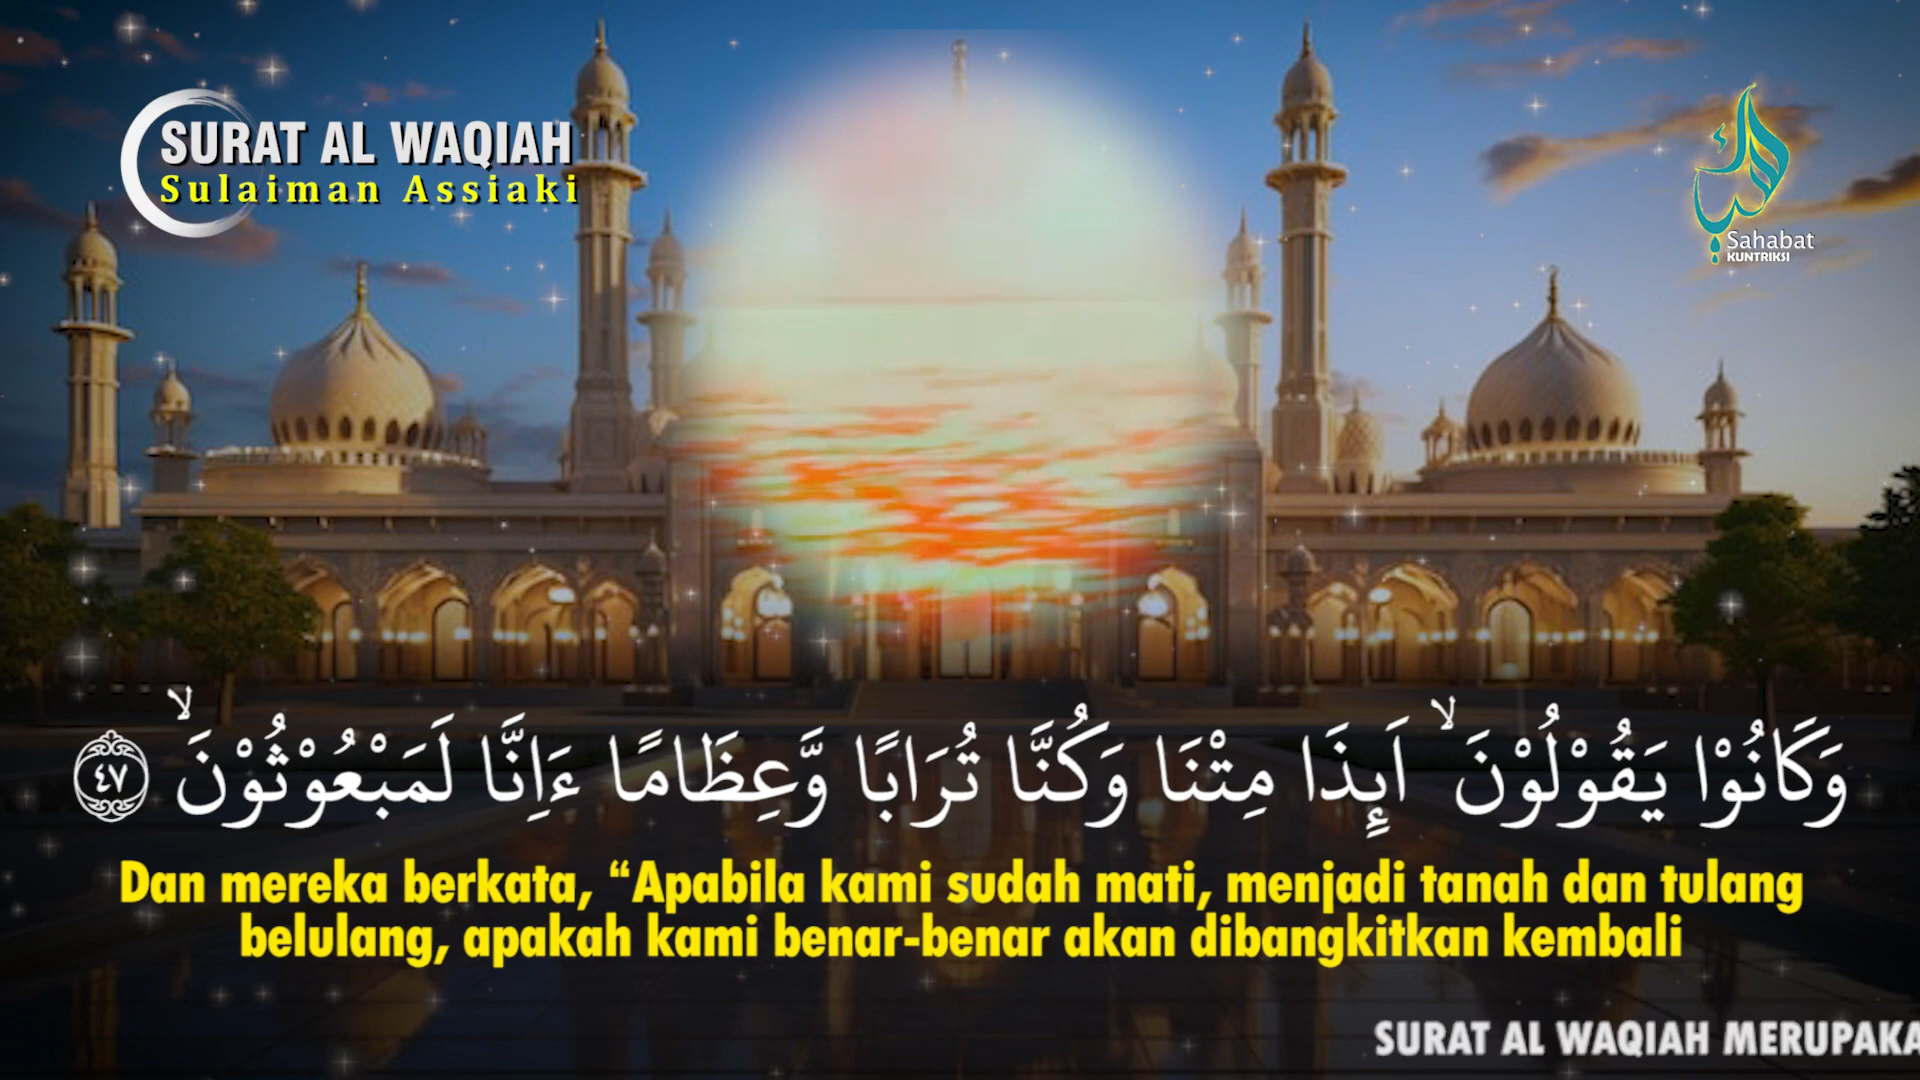 SURAT AL WAQIAH
Sulaiman Assiaki
Sahabat
KUNTRIKSI
وَكَانُوْا يَقُوْلُوْنَ ۙ اَىِٕذَا مِتْنَا وَكُنَّا تُرَابًا وَّعِظَامًا ءَاِنَّا لَمَبْعُوْثُوْنَ ۙ ٤٧
Dan mereka berkata, “Apabila kami sudah mati, menjadi tanah dan tulang
belulang, apakah kami benar-benar akan dibangkitkan kembali
SURAT AL WAQIAH MERUPAKA